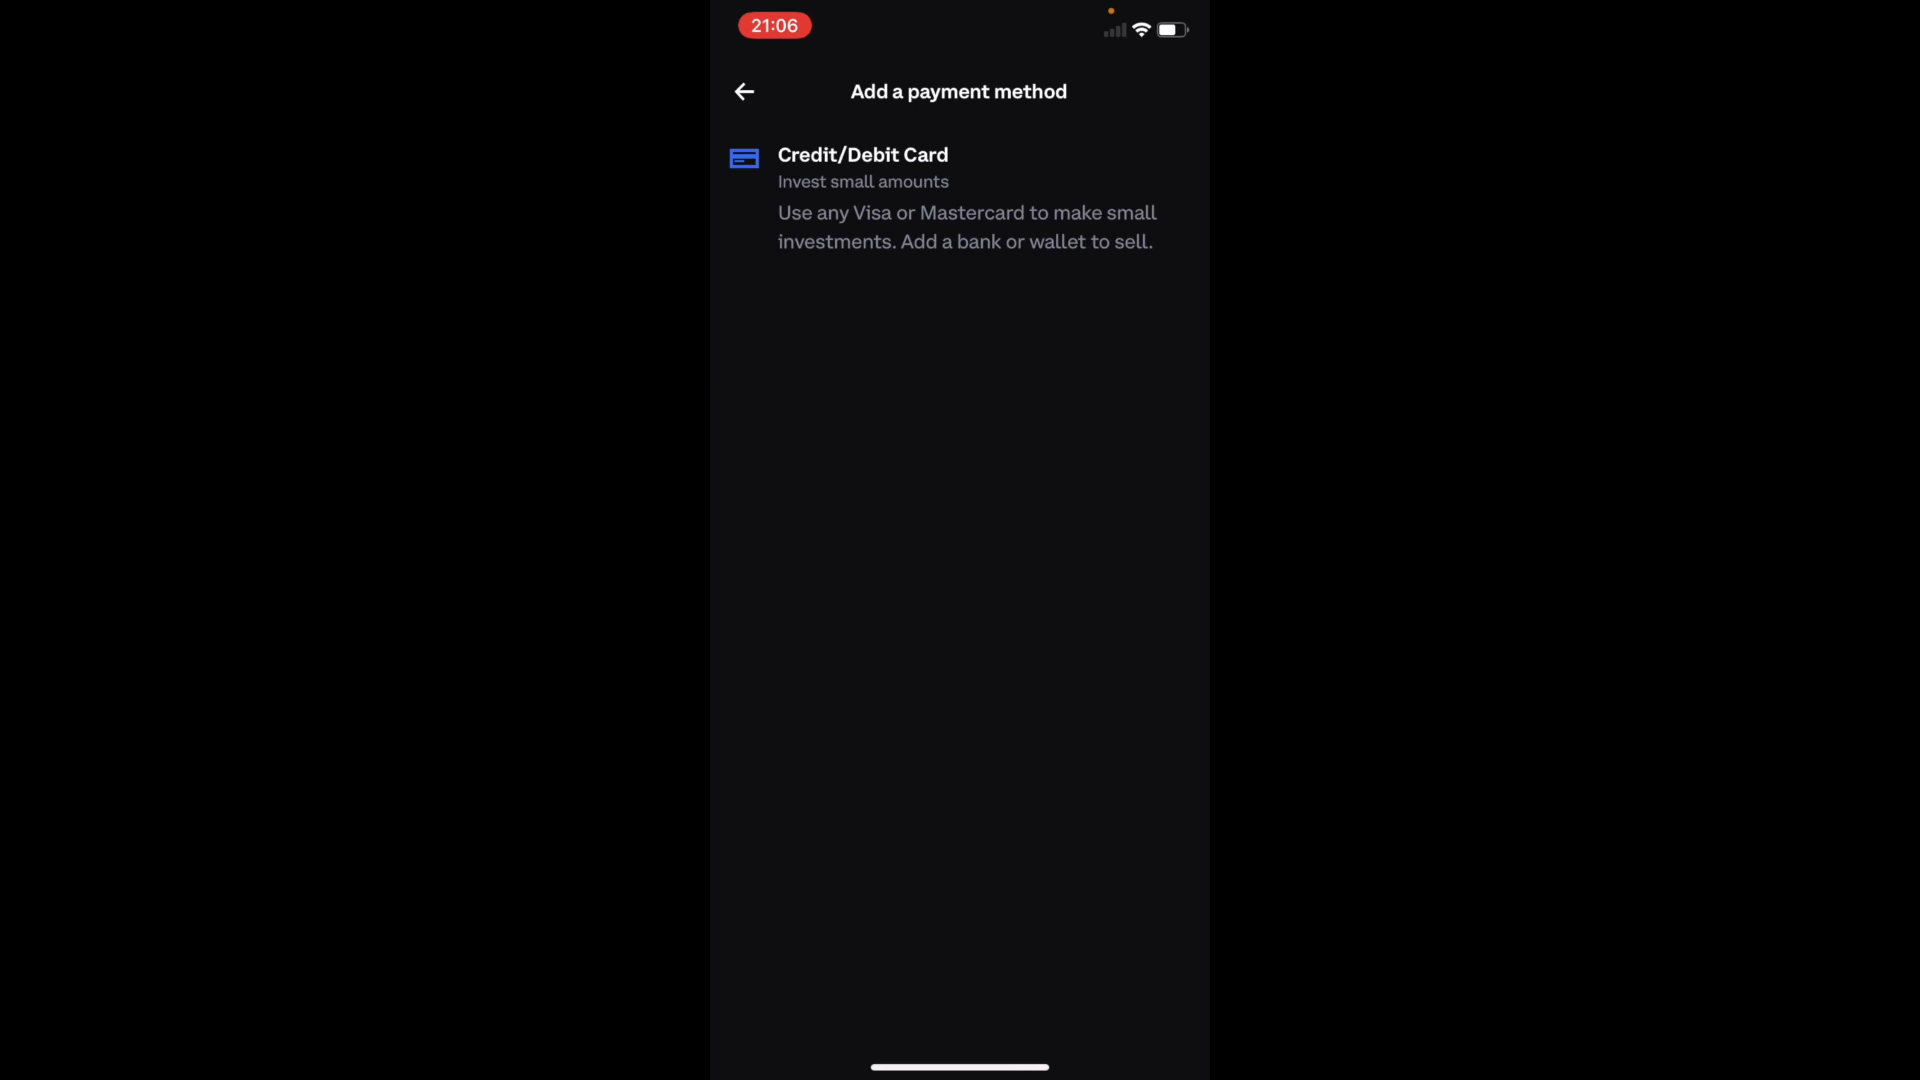 21:06
Add a payment method
Credit/Debit Card
Invest small amounts
Use any Visa or Mastercard to make small
investments. Add a bank or wallet to sell.